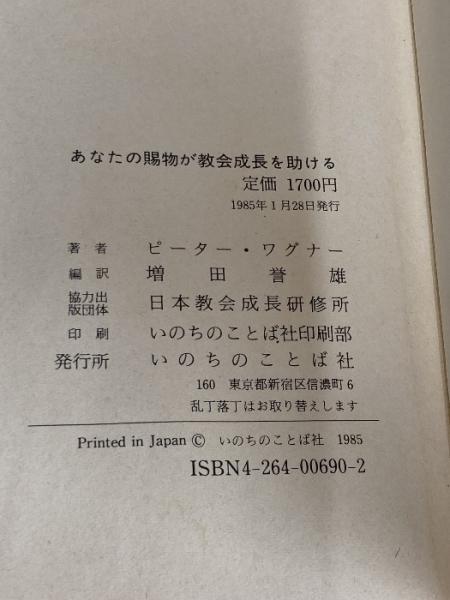 あなたの賜物が教会成長を助ける
定価 1700円
1985年1月28日発行
著者 ピーター・ワグナー
編訳 増田誉雄
協力出版団体 日本教会成長研修所
印刷 いのちのことば社印刷部
発行所 いのちのことば社
160 東京都新宿区信濃町6
乱丁落丁はお取り替えします
Printed in Japan © いのちのことば社 1985
ISBN4-264-00690-2